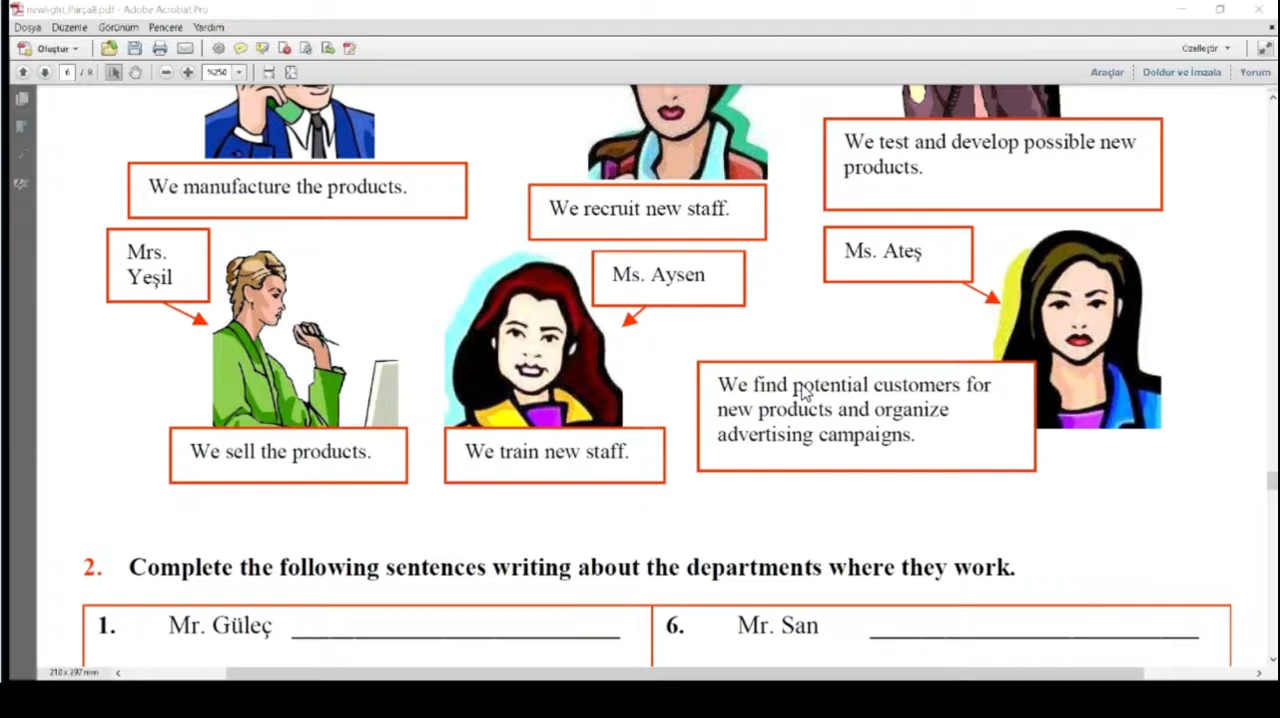 newlight_Parça8.pdf - Adobe Acrobat Pro
Dosya Düzenle Görünüm Pencere Yardım
Oluştur
Özelleştir
6 / 8
%250
Araçlar Doldur ve İmzala Yorum
We manufacture the products.
We recruit new staff.
We test and develop possible new
products.
Mrs.
Yeşil
Ms. Aysen
Ms. Ateş
We sell the products.
We train new staff.
We find potential customers for
new products and organize
advertising campaigns.
2. Complete the following sentences writing about the departments where they work.
1. Mr. Güleç
6. Mr. San
210 x 297 mm